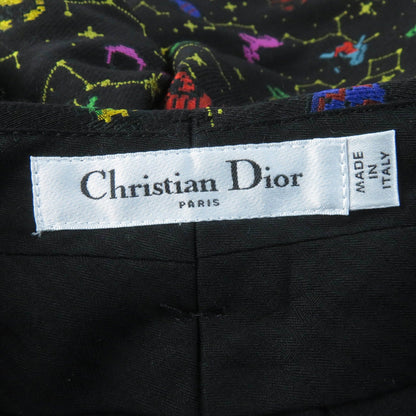 Christian Dior
PARIS
MADE
IN
ITALY